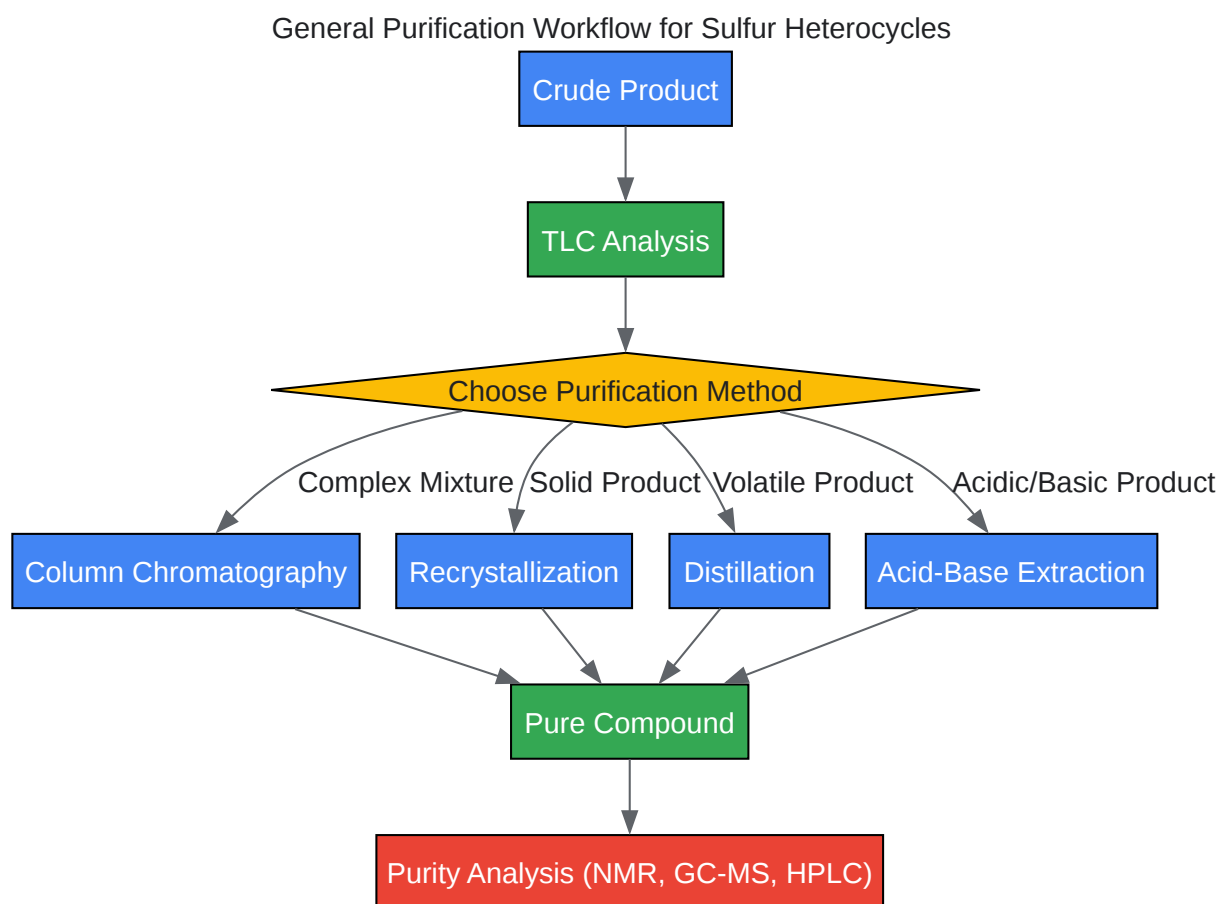 General Purification Workflow for Sulfur Heterocycles
Crude Product
TLC Analysis
Choose Purification Method
Complex Mixture
Solid Product
Volatile Product
Acidic/Basic Product
Column Chromatography
Recrystallization
Distillation
Acid-Base Extraction
Pure Compound
Purity Analysis (NMR, GC-MS, HPLC)